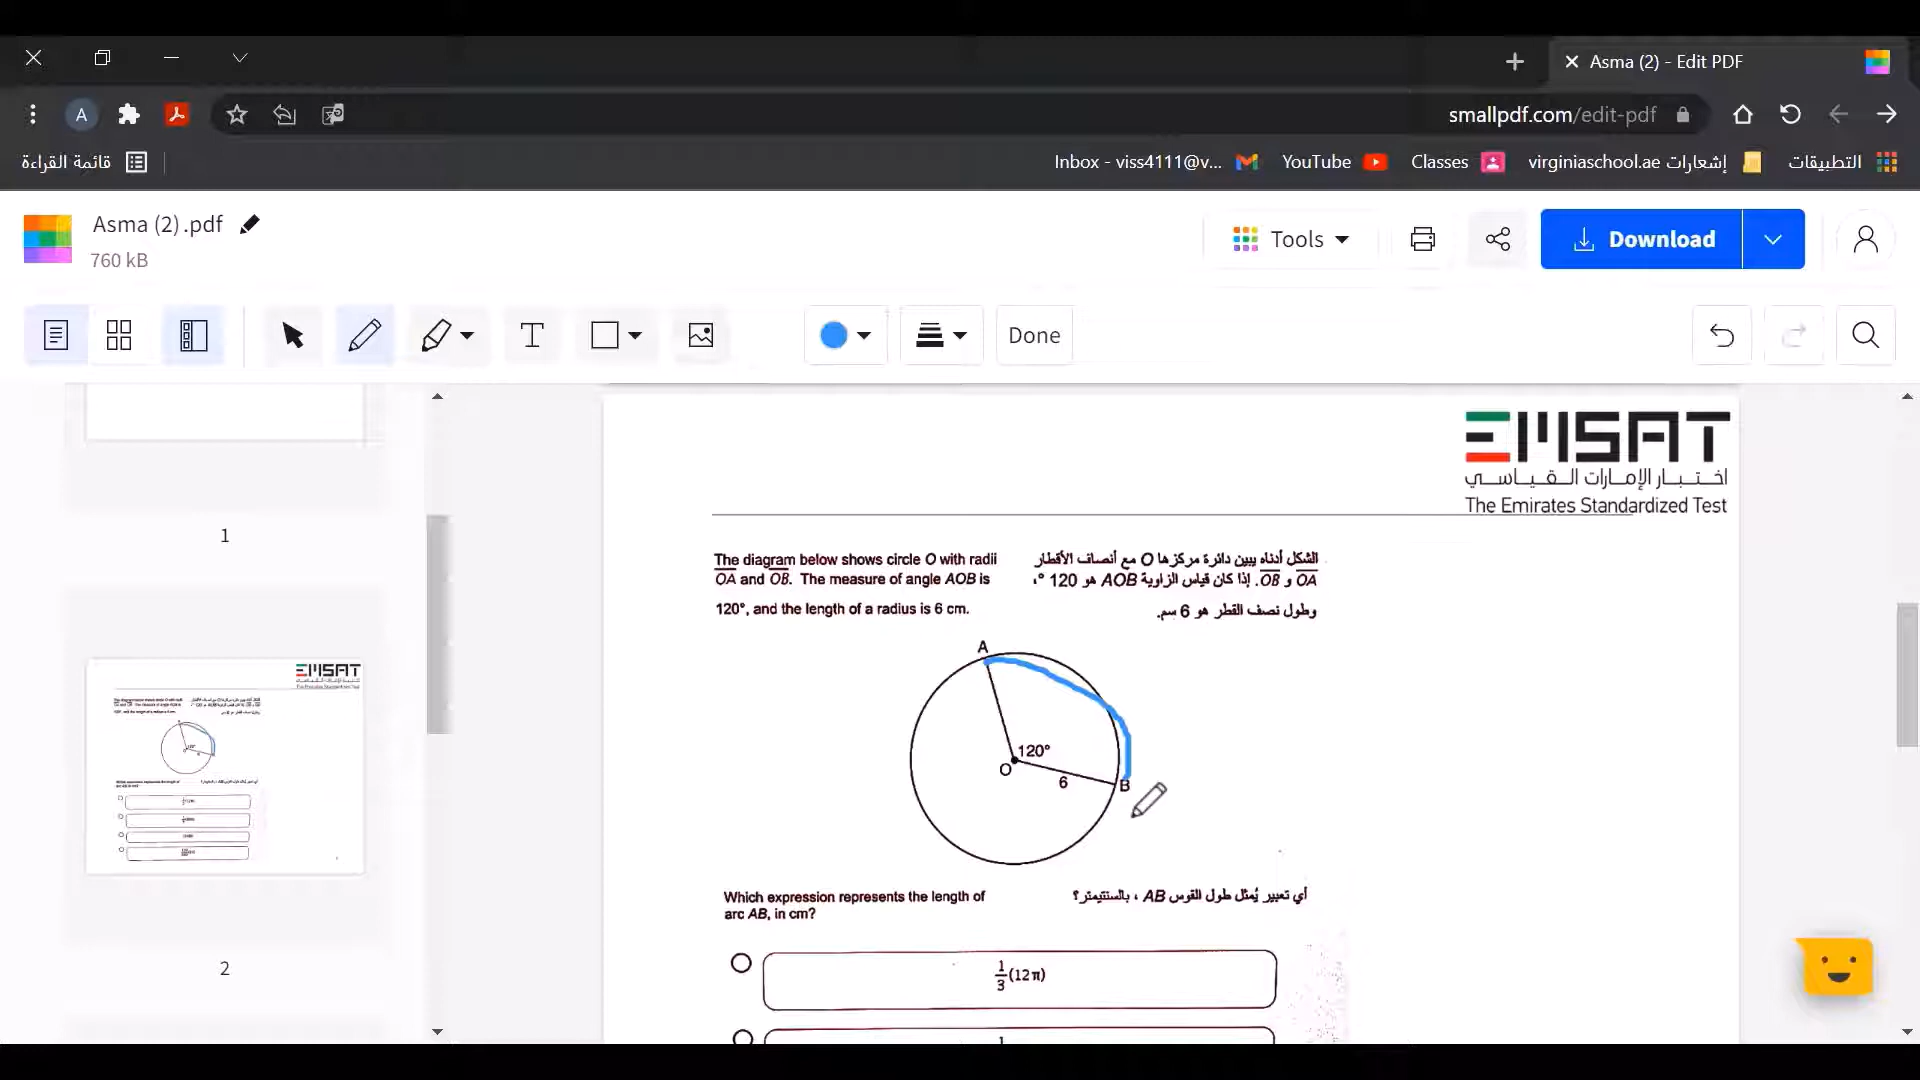 Asma (2) - Edit PDF
A
smallpdf.com/edit-pdf
قائمة القراءة
Inbox - viss4111@v...
YouTube
Classes
إشعارات virginiaschool.ae
التطبيقات
Asma (2).pdf
760 kB
Tools
Download
T
Done
1
2
EMSAT
اختبار الإمارات القياسي
The Emirates Standardized Test
The diagram below shows circle O with radii
OA and OB. The measure of angle AOB is
120°, and the length of a radius is 6 cm.
الشكل أدناه يبين دائرة مركزها O مع أنصاف الأقطار
OA و OB. إذا كان قياس الزاوية AOB هو 120 °،
وطول نصف القطر هو 6 سم.
A
120°
O
6
B
Which expression represents the length of
arc AB, in cm?
أي تعبير يُمثل طول القوس AB ، بالسنتيمتر؟
1/3(12π)